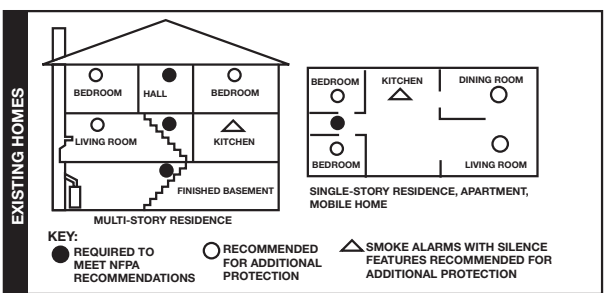 EXISTING HOMES
BEDROOM
HALL
BEDROOM
LIVING ROOM
KITCHEN
FINISHED BASEMENT
MULTI-STORY RESIDENCE
BEDROOM
KITCHEN
DINING ROOM
BEDROOM
LIVING ROOM
SINGLE-STORY RESIDENCE, APARTMENT,
MOBILE HOME
KEY:
REQUIRED TO
MEET NFPA
RECOMMENDATIONS
RECOMMENDED
FOR ADDITIONAL
PROTECTION
SMOKE ALARMS WITH SILENCE
FEATURES RECOMMENDED FOR
ADDITIONAL PROTECTION